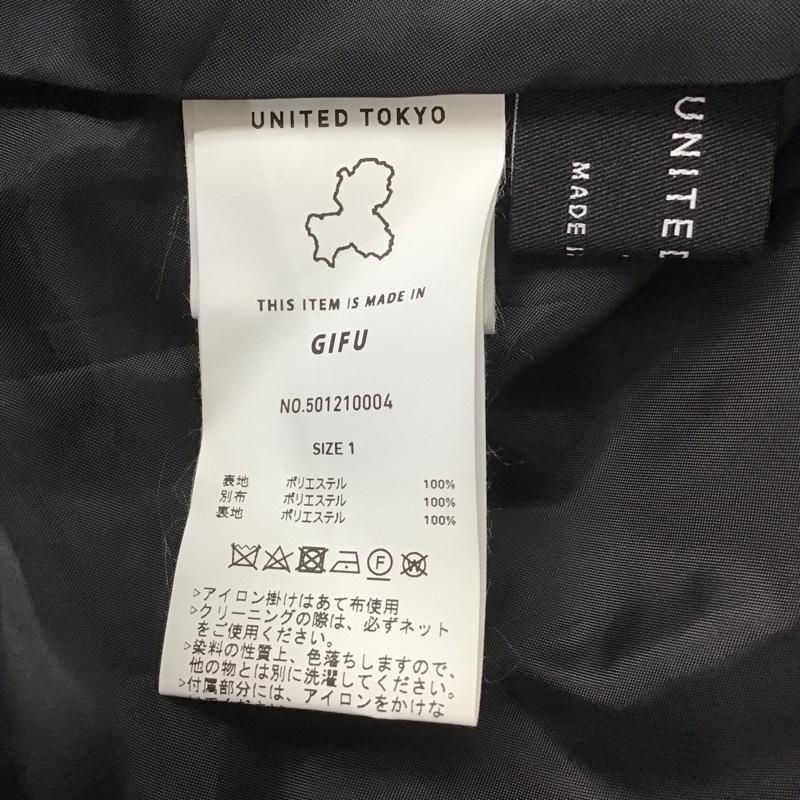 UNITED TOKYO
THIS ITEM IS MADE IN
GIFU
NO.501210004
SIZE 1
表地 ポリエステル 100%
別布 ポリエステル 100%
裏地 ポリエステル 100%
F
W
▷アイロン掛けはあて布使用
▷クリーニングの際は、必ずネット
をご使用ください。
▷染料の性質上、色落ちしますので、
他の物とは別に洗濯してください。
▷付属部分には、アイロンをかけな
UNITED
MADE I